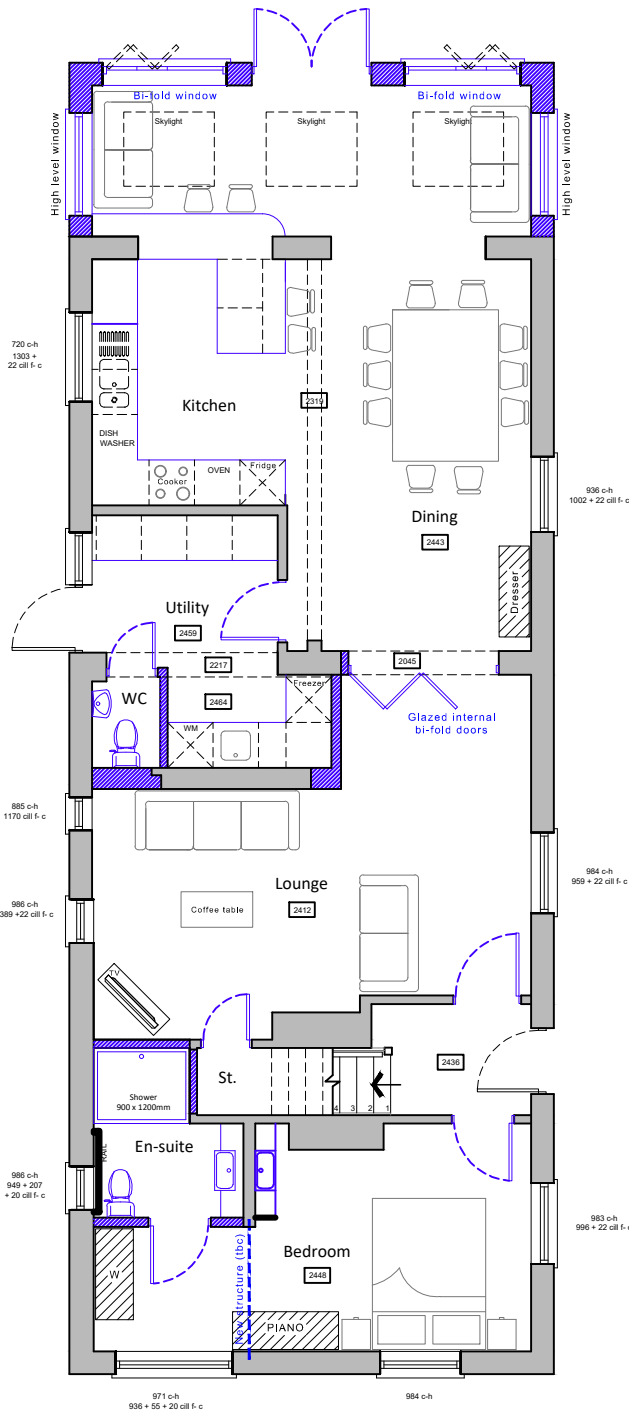 Bi-fold window
Bi-fold window
Skylight
Skylight
Skylight
High level window
High level window
720 c-h
1303 +
22 cill f- c
Kitchen
2319
DISH
WASHER
Cooker
OVEN
Fridge
936 c-h
1002 + 22 cill f- c
Dining
2443
Dresser
Utility
2459
2217
2045
WC
2464
Freezer
WM
Glazed internal
bi-fold doors
885 c-h
1170 cill f- c
984 c-h
959 + 22 cill f- c
Lounge
2412
986 c-h
389 +22 cill f- c
Coffee table
TV
2436
St.
4 3 2 1
Shower
900 x 1200mm
En-suite
RAIL
986 c-h
949 + 207
+ 20 cill f- c
983 c-h
996 + 22 cill f- c
Bedroom
2448
W
New structure (tbc)
PIANO
971 c-h
936 + 55 + 20 cill f- c
984 c-h